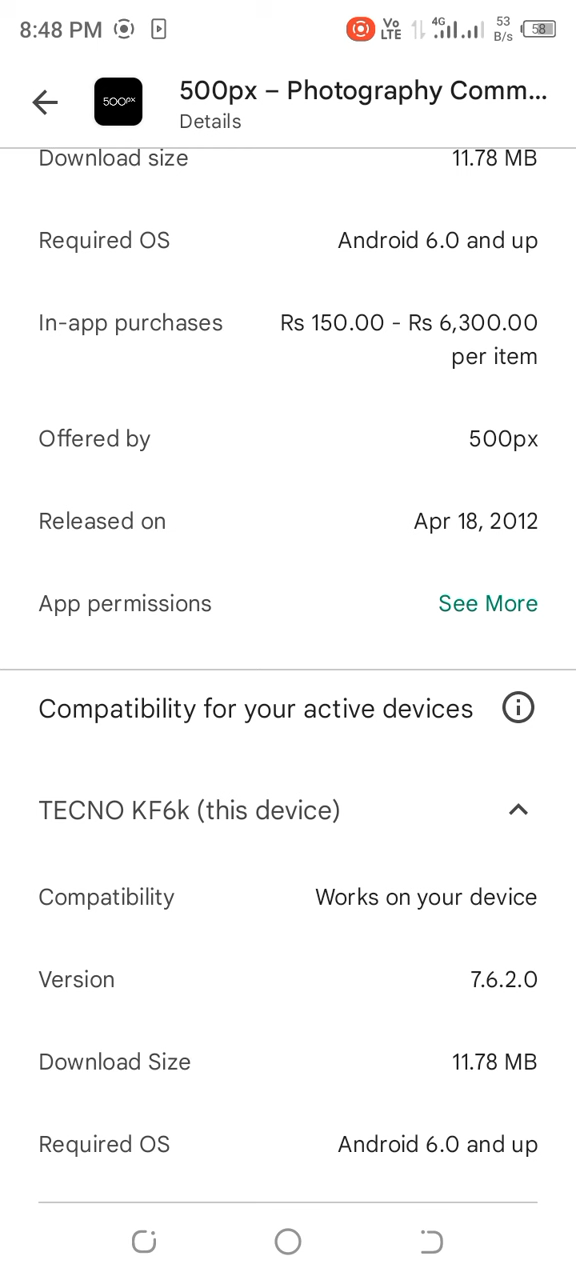 8:48 PM Vo LTE 4G 53 B/s 58
500px – Photography Comm...
500px
Details
Download size 11.78 MB
Required OS Android 6.0 and up
In-app purchases Rs 150.00 - Rs 6,300.00
per item
Offered by 500px
Released on Apr 18, 2012
App permissions See More
Compatibility for your active devices
TECNO KF6k (this device)
Compatibility Works on your device
Version 7.6.2.0
Download Size 11.78 MB
Required OS Android 6.0 and up